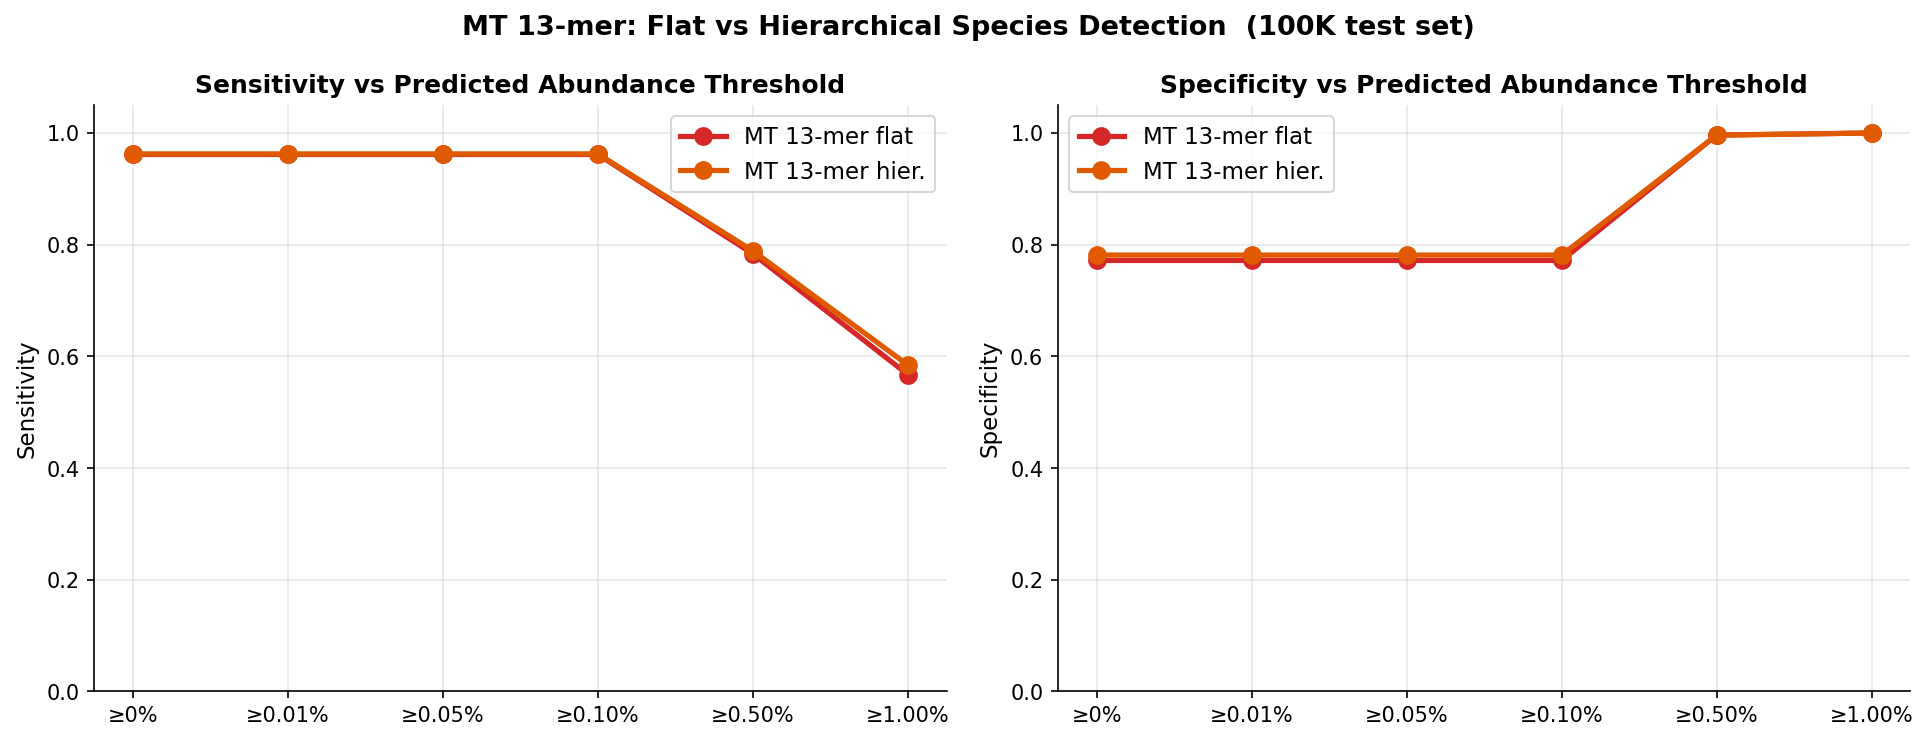 MT 13-mer: Flat vs Hierarchical Species Detection  (100K test set)
Sensitivity vs Predicted Abundance Threshold
MT 13-mer flat
MT 13-mer hier.
Sensitivity
1.0
0.8
0.6
0.4
0.2
0.0
≥0%
≥0.01%
≥0.05%
≥0.10%
≥0.50%
≥1.00%
Specificity vs Predicted Abundance Threshold
MT 13-mer flat
MT 13-mer hier.
Specificity
1.0
0.8
0.6
0.4
0.2
0.0
≥0%
≥0.01%
≥0.05%
≥0.10%
≥0.50%
≥1.00%